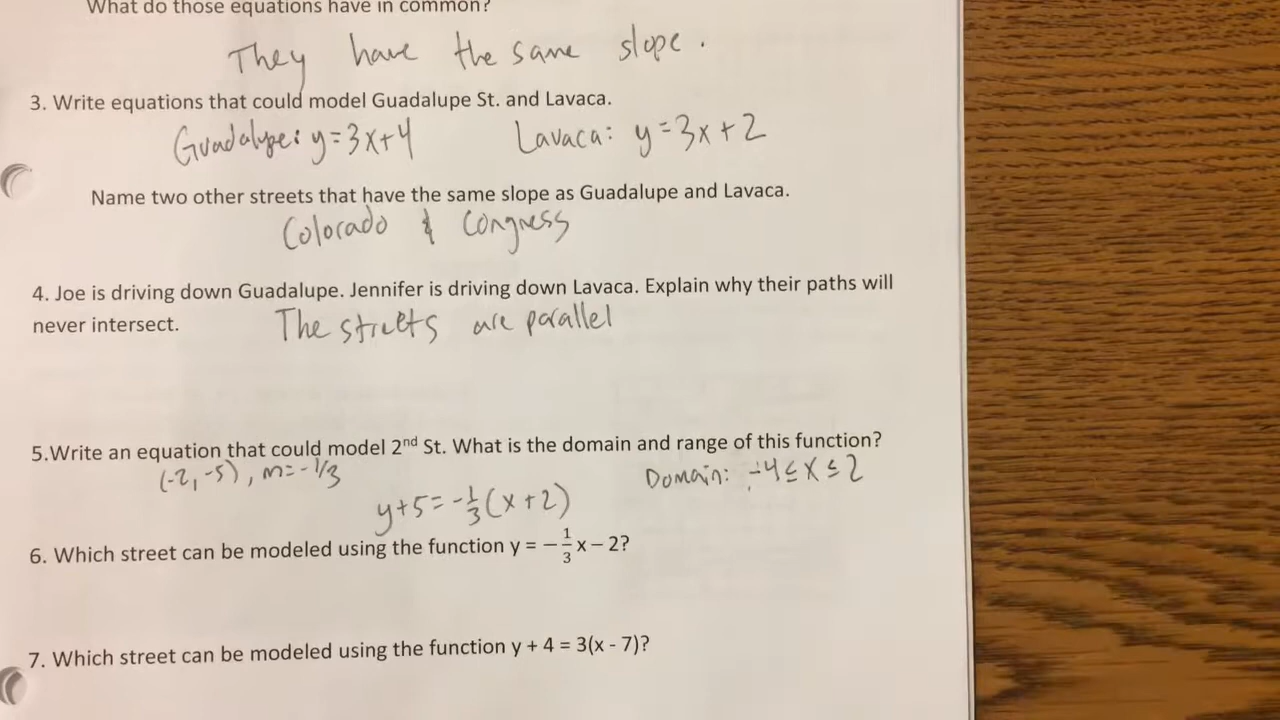 What do those equations have in common?
They have the same slope.
3. Write equations that could model Guadalupe St. and Lavaca.
Guadalupe: y=3x+4 Lavaca: y=3x+2
Name two other streets that have the same slope as Guadalupe and Lavaca.
Colorado & Congress
4. Joe is driving down Guadalupe. Jennifer is driving down Lavaca. Explain why their paths will
never intersect. The streets are parallel
5.Write an equation that could model 2nd St. What is the domain and range of this function?
(-2,-5), m=-1/3 Domain: -4≤x≤2
y+5=-1/3(x+2)
6. Which street can be modeled using the function y = -1/3x - 2?
7. Which street can be modeled using the function y + 4 = 3(x - 7)?